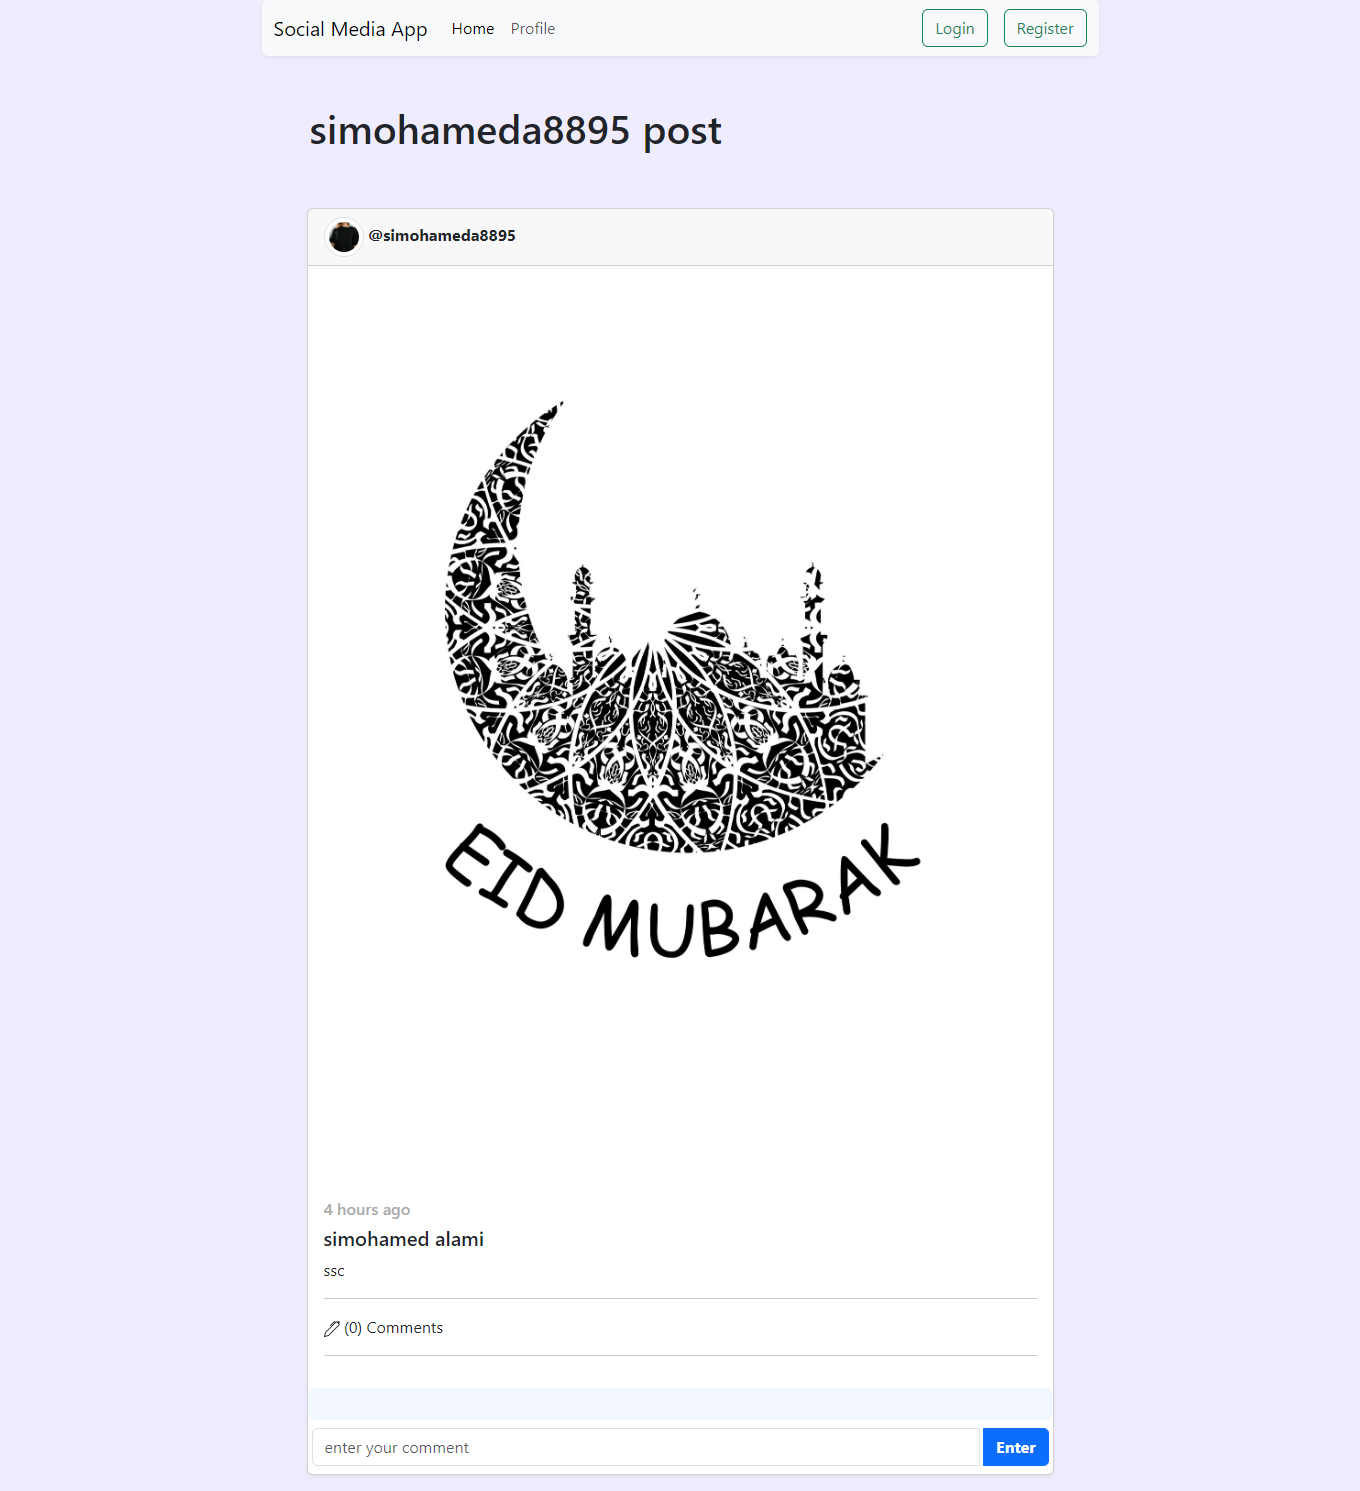 Social Media App Home Profile Login Register
simohameda8895 post
@simohameda8895
EID MUBARAK
4 hours ago
simohamed alami
ssc
(0) Comments
enter your comment Enter